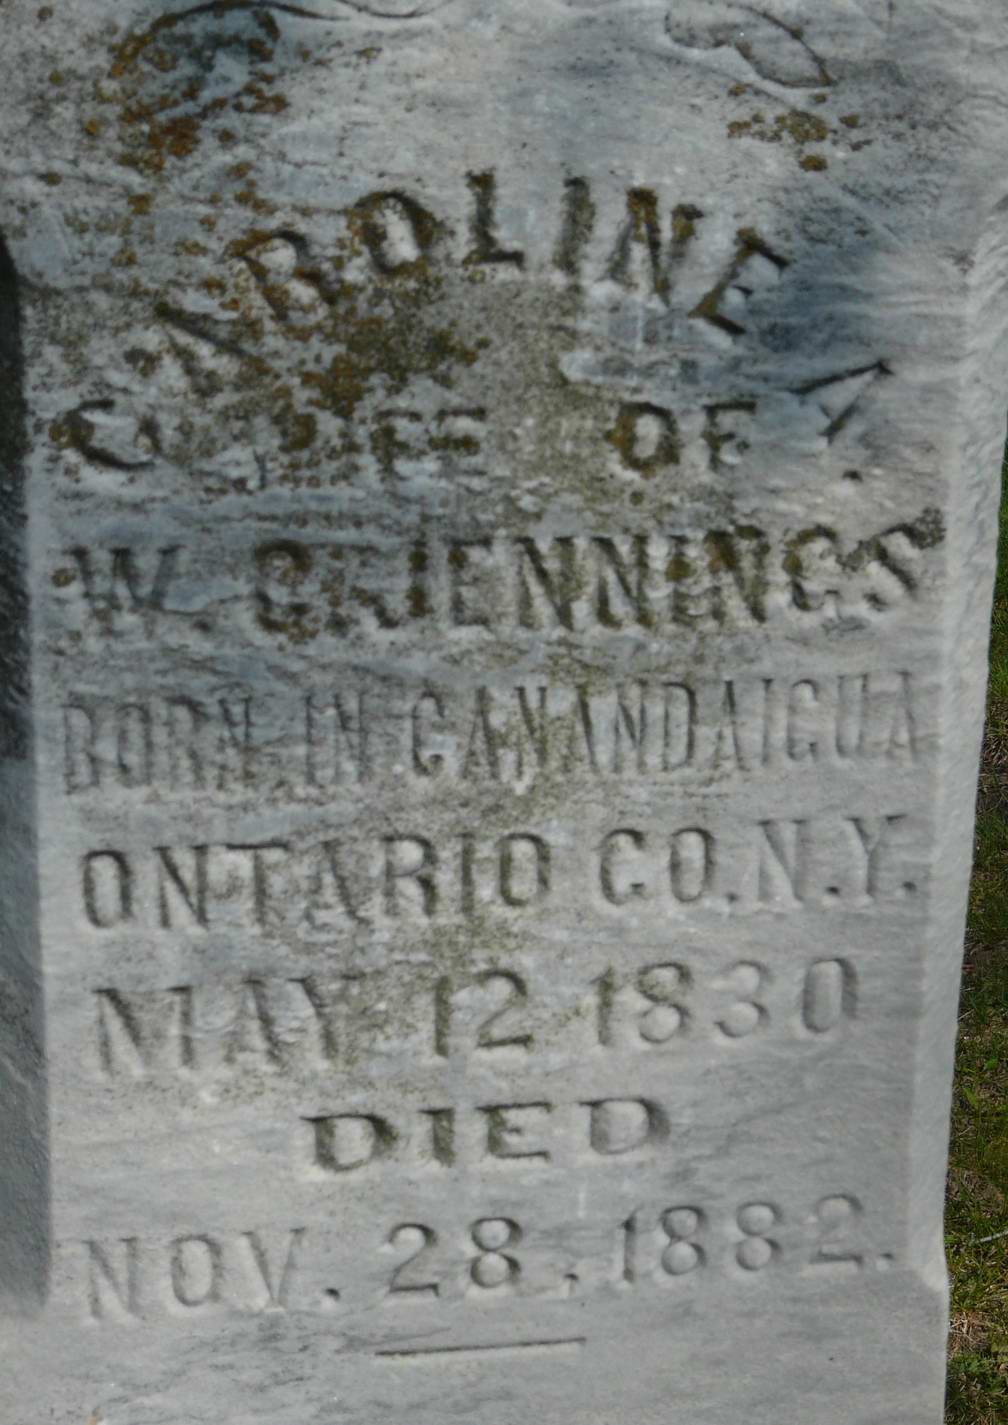 CAROLINE A.
WIFE OF
W. C. JENNINGS
BORN IN CANANDAIGUA
ONTARIO CO. N.Y.
MAY 12 1830
DIED
NOV. 28, 1882.